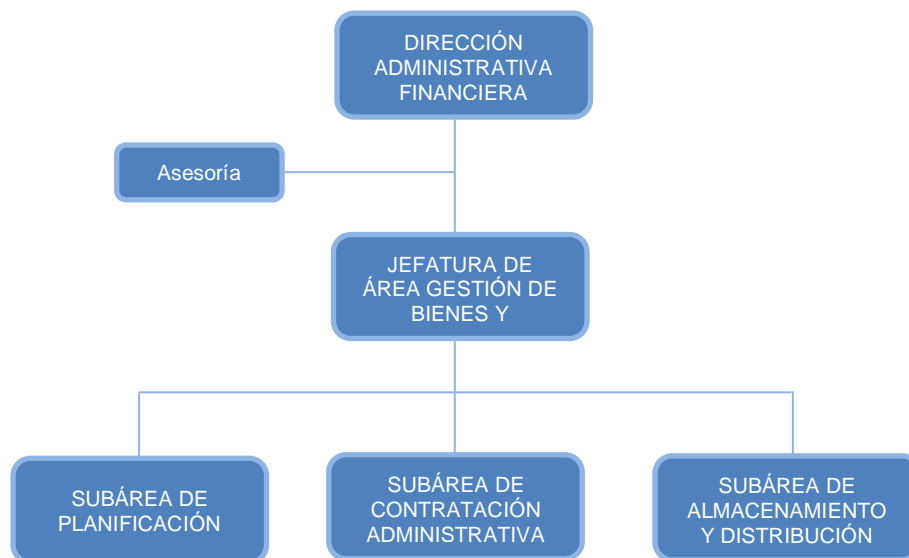 DIRECCIÓN
ADMINISTRATIVA
FINANCIERA
Asesoría
JEFATURA DE
ÁREA GESTIÓN DE
BIENES Y
SUBÁREA DE
PLANIFICACIÓN
SUBÁREA DE
CONTRATACIÓN
ADMINISTRATIVA
SUBÁREA DE
ALMACENAMIENTO
Y DISTRIBUCIÓN